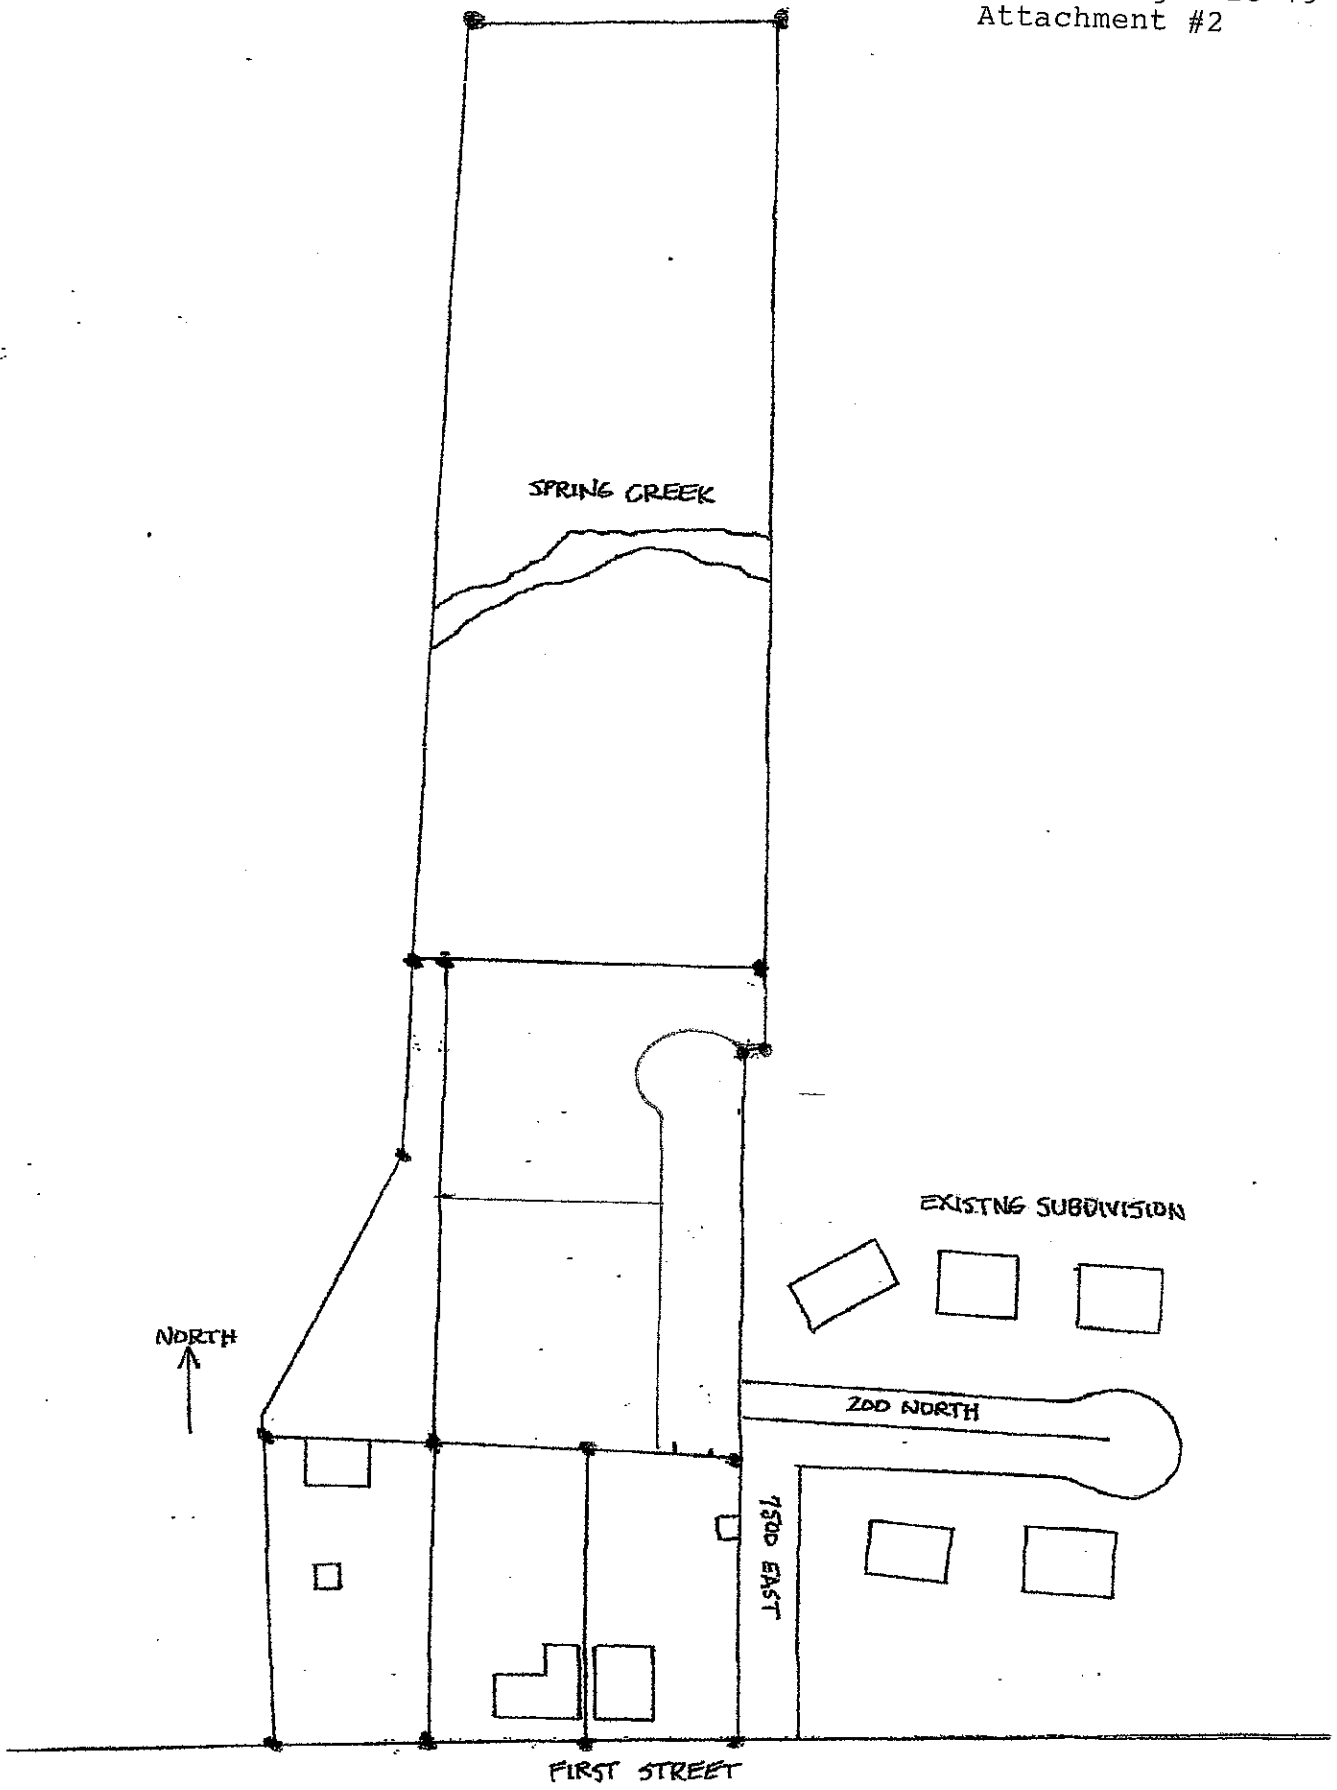 Attachment #2
SPRING CREEK
EXISTNG SUBDIVISION
NORTH
200 NORTH
7500 EAST
FIRST STREET